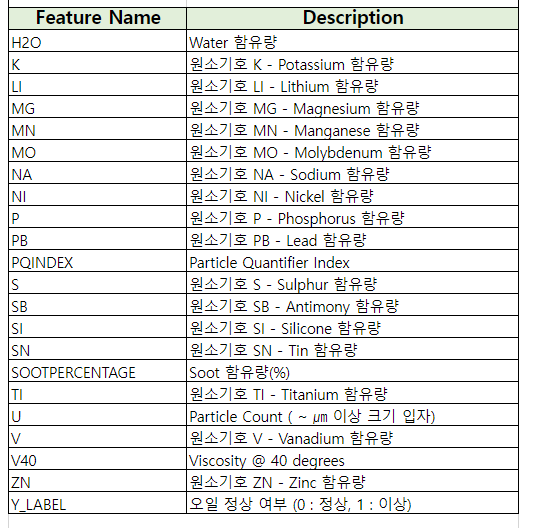 Feature Name Description
H2O Water 함유량
K 원소기호 K - Potassium 함유량
LI 원소기호 LI - Lithium 함유량
MG 원소기호 MG - Magnesium 함유량
MN 원소기호 MN - Manganese 함유량
MO 원소기호 MO - Molybdenum 함유량
NA 원소기호 NA - Sodium 함유량
NI 원소기호 NI - Nickel 함유량
P 원소기호 P - Phosphorus 함유량
PB 원소기호 PB - Lead 함유량
PQINDEX Particle Quantifier Index
S 원소기호 S - Sulphur 함유량
SB 원소기호 SB - Antimony 함유량
SI 원소기호 SI - Silicone 함유량
SN 원소기호 SN - Tin 함유량
SOOTPERCENTAGE Soot 함유량(%)
TI 원소기호 TI - Titanium 함유량
U Particle Count ( ~ ㎛ 이상 크기 입자)
V 원소기호 V - Vanadium 함유량
V40 Viscosity @ 40 degrees
ZN 원소기호 ZN - Zinc 함유량
Y_LABEL 오일 정상 여부 (0 : 정상, 1 : 이상)